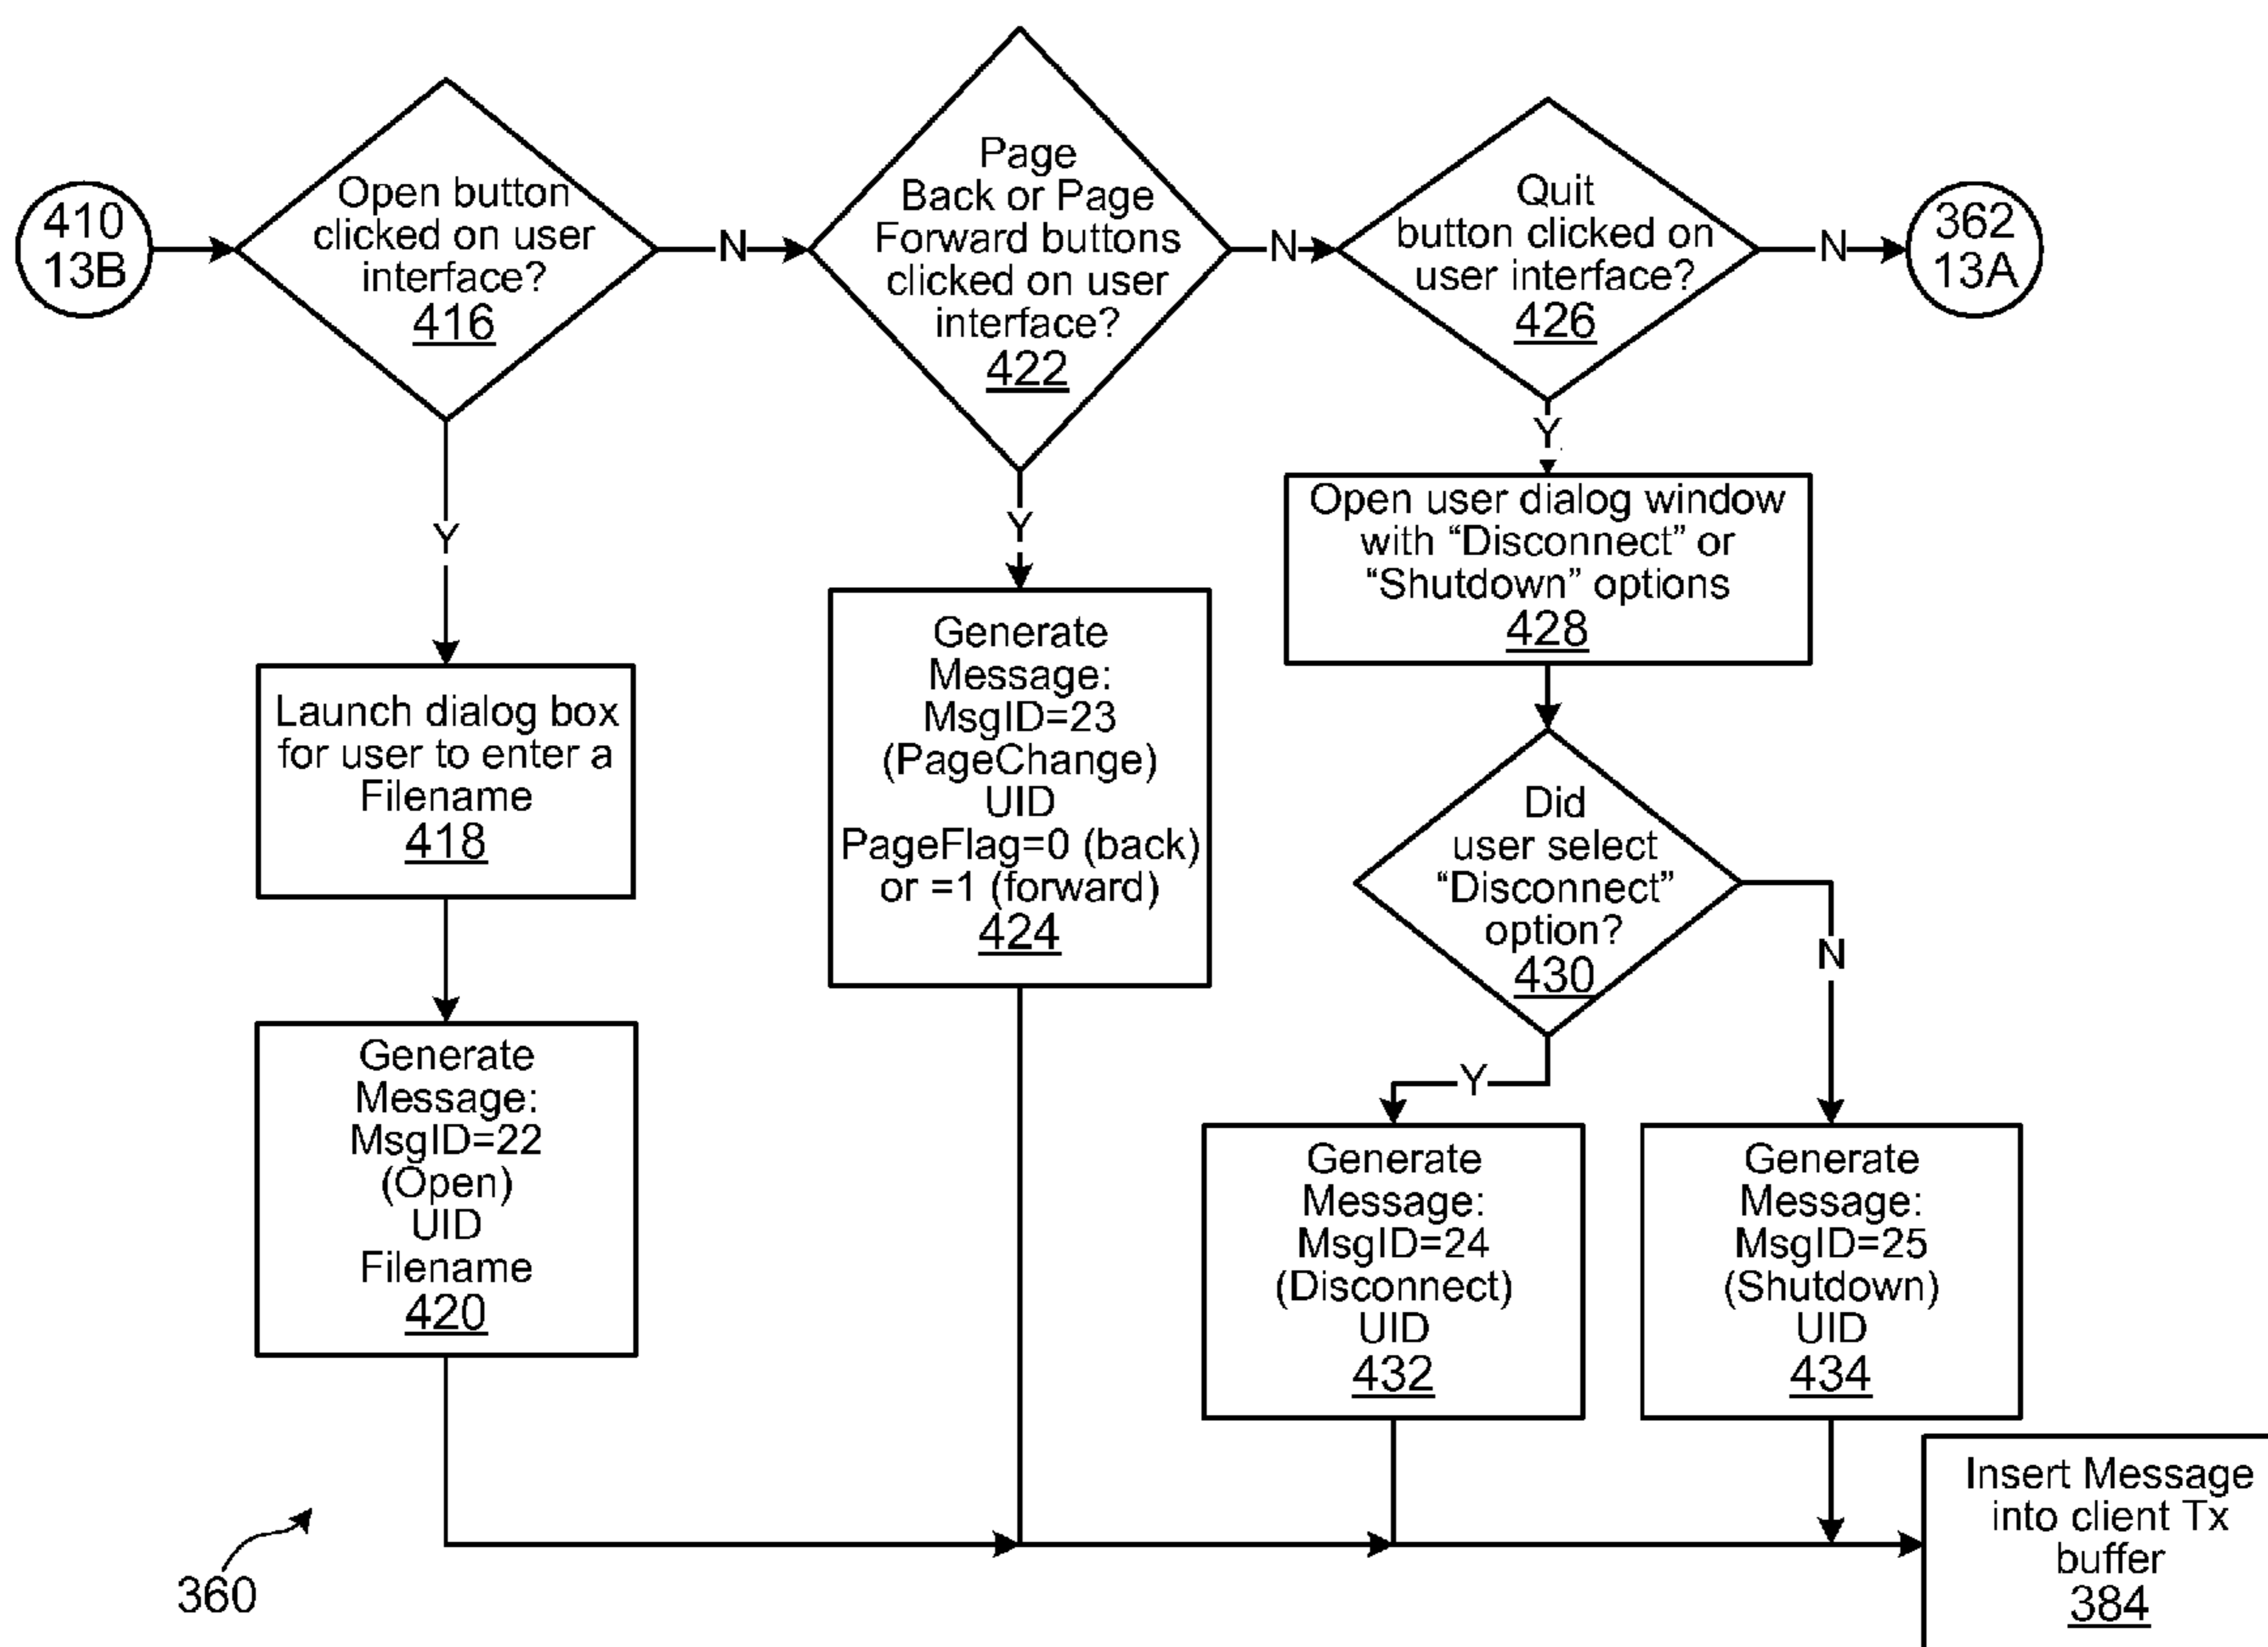 410
13B
Open button
clicked on user
interface?
416
N
Page
Back or Page
Forward buttons
clicked on user
interface?
422
N
Quit
button clicked on
user interface?
426
N
362
13A
Y
Y
Y
Launch dialog box
for user to enter a
Filename
418
Generate
Message:
MsgID=22
(Open)
UID
Filename
420
Generate
Message:
MsgID=23
(PageChange)
UID
PageFlag=0 (back)
or =1 (forward)
424
Open user dialog window
with “Disconnect” or
“Shutdown” options
428
Did
user select
“Disconnect”
option?
430
N
Y
Generate
Message:
MsgID=24
(Disconnect)
UID
432
Generate
Message:
MsgID=25
(Shutdown)
UID
434
Insert Message
into client Tx
buffer
384
360